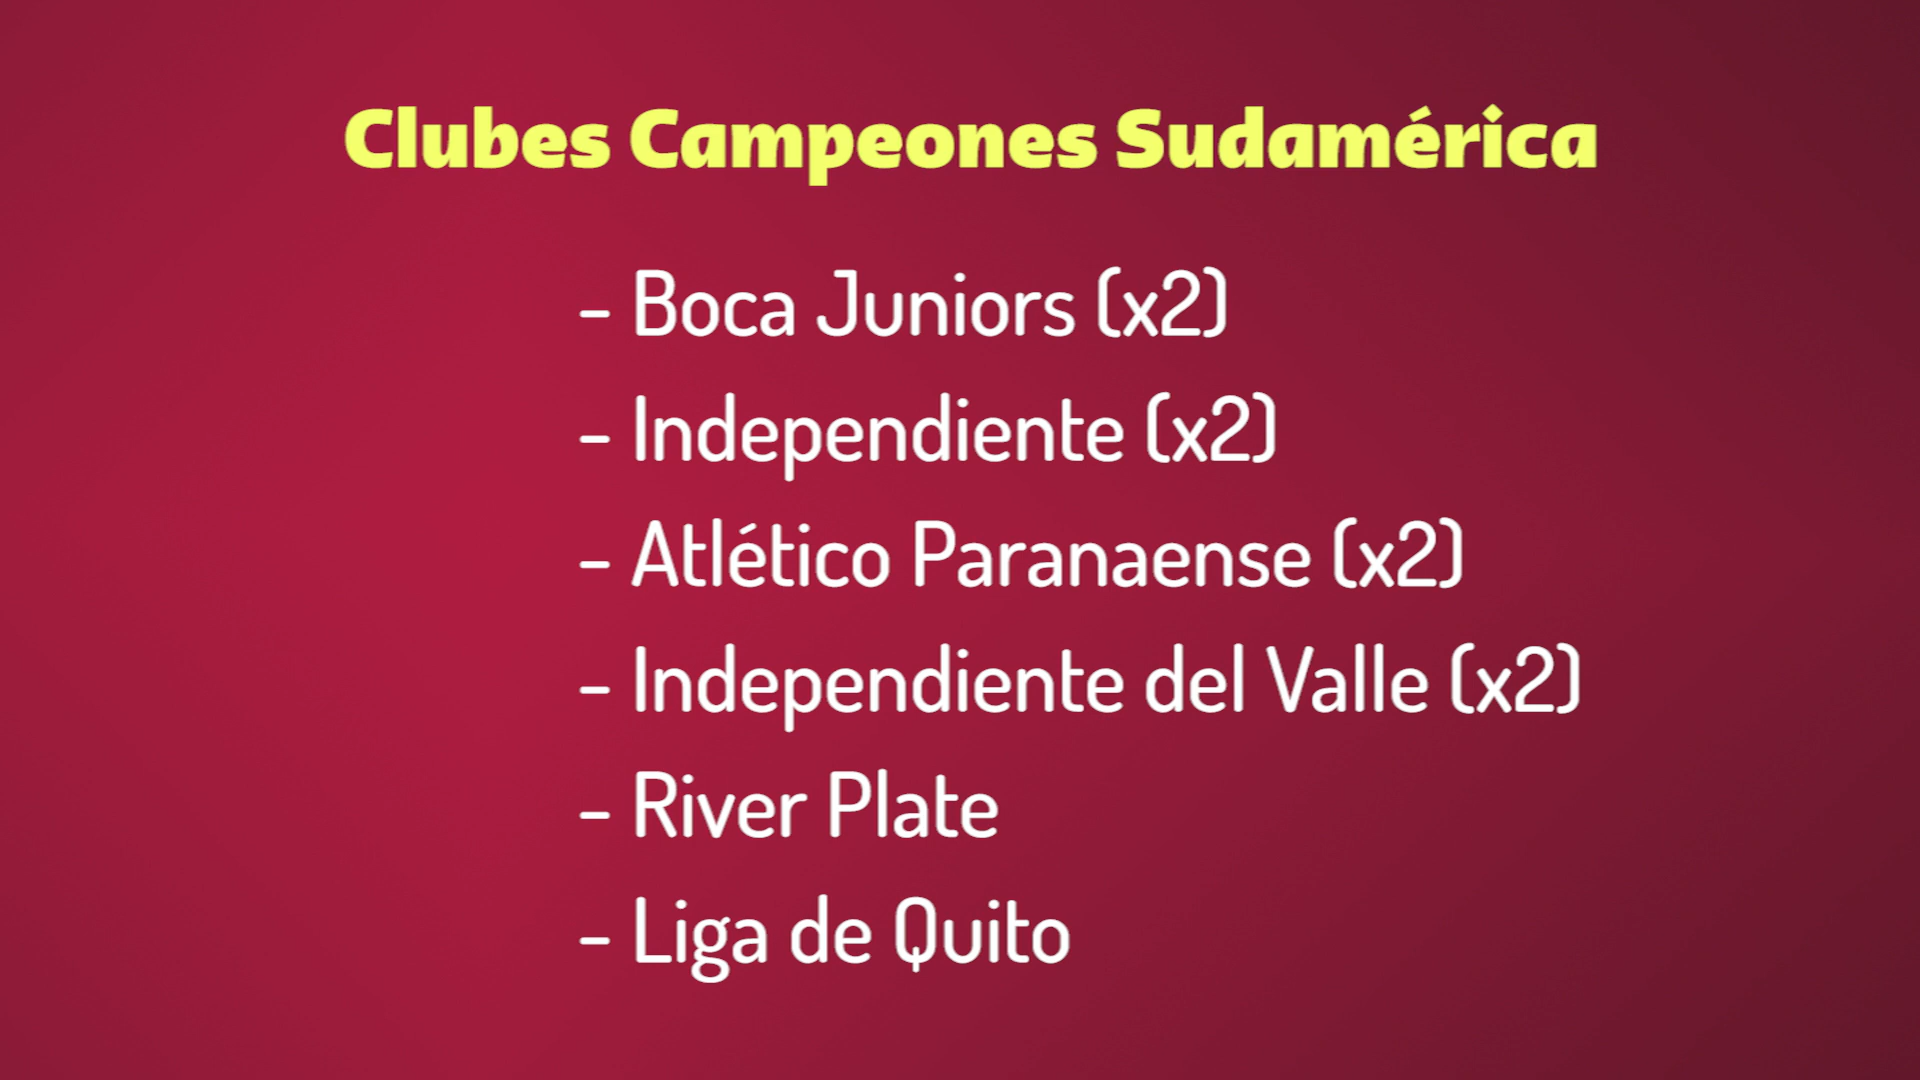 Clubes Campeones Sudamérica
- Boca Juniors (x2)
- Independiente (x2)
- Atlético Paranaense (x2)
- Independiente del Valle (x2)
- River Plate
- Liga de Quito